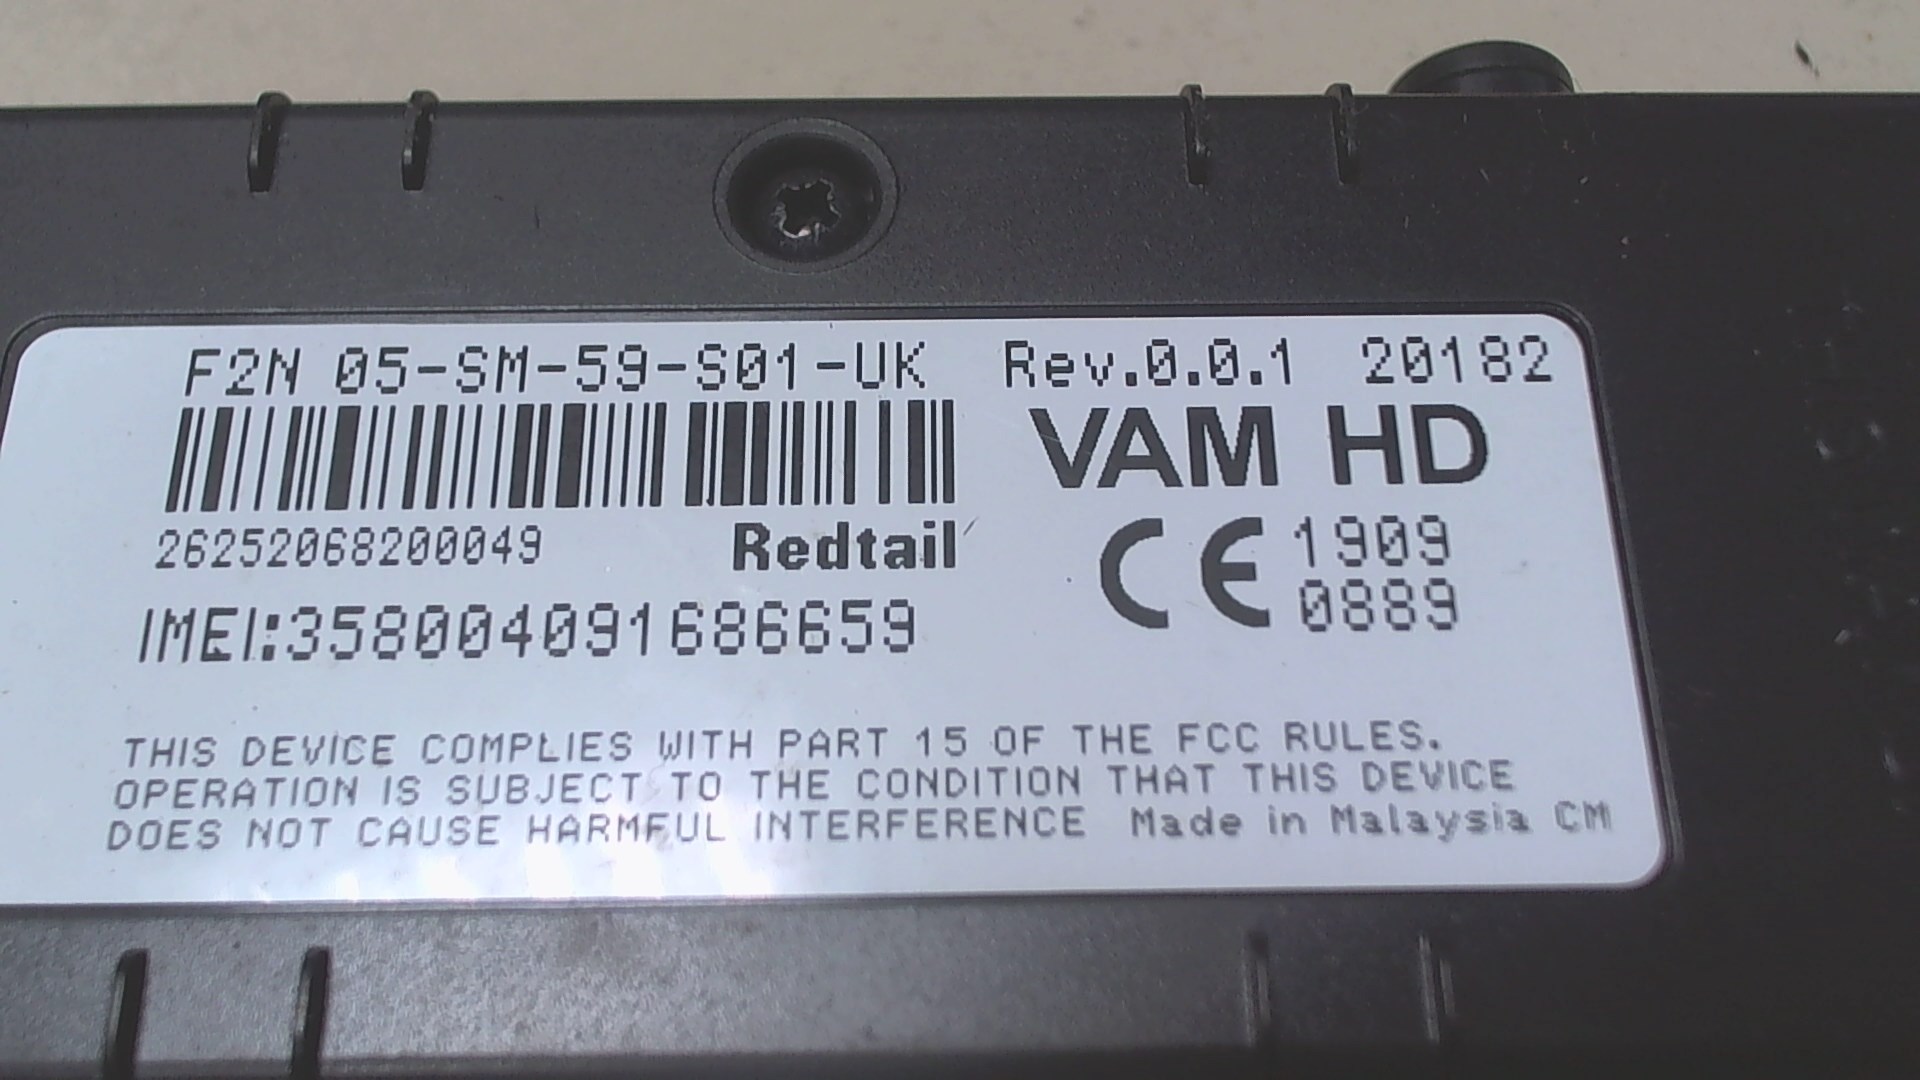 F2N 05-SM-59-S01-UK Rev.0.0.1 20182
VAM HD
26252068200049 Redtail
CE 1909
0889
IMEI:358004091686659
THIS DEVICE COMPLIES WITH PART 15 OF THE FCC RULES.
OPERATION IS SUBJECT TO THE CONDITION THAT THIS DEVICE
DOES NOT CAUSE HARMFUL INTERFERENCE Made in Malaysia CM